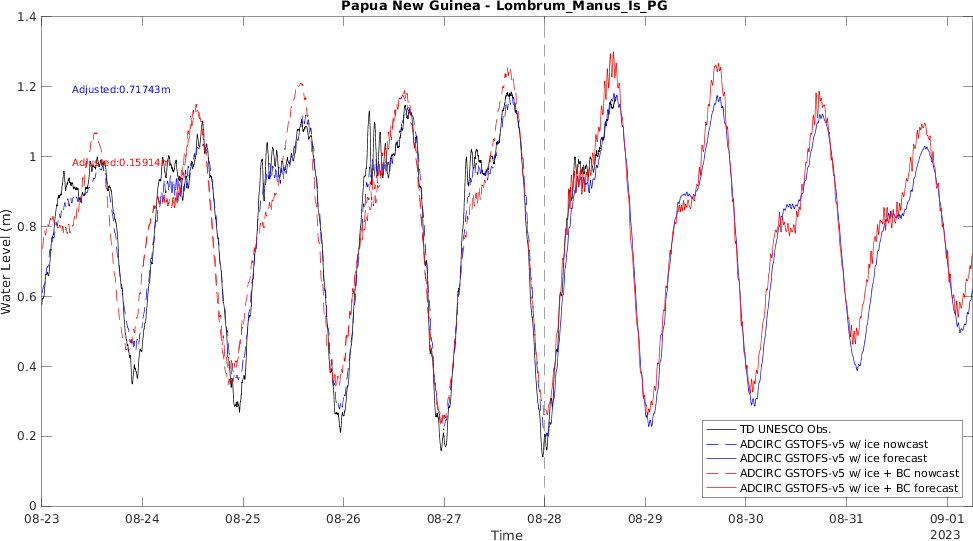 Papua New Guinea - Lombrum_Manus_Is_PG
1.4
1.2
1
0.8
0.6
0.4
0.2
0
Water Level (m)
Adjusted:0.71743m
Adjusted:0.15914m
TD UNESCO Obs.
ADCIRC GSTOFS-v5 w/ ice nowcast
ADCIRC GSTOFS-v5 w/ ice forecast
ADCIRC GSTOFS-v5 w/ ice + BC nowcast
ADCIRC GSTOFS-v5 w/ ice + BC forecast
08-23 08-24 08-25 08-26 08-27 08-28 08-29 08-30 08-31 09-01
Time 2023